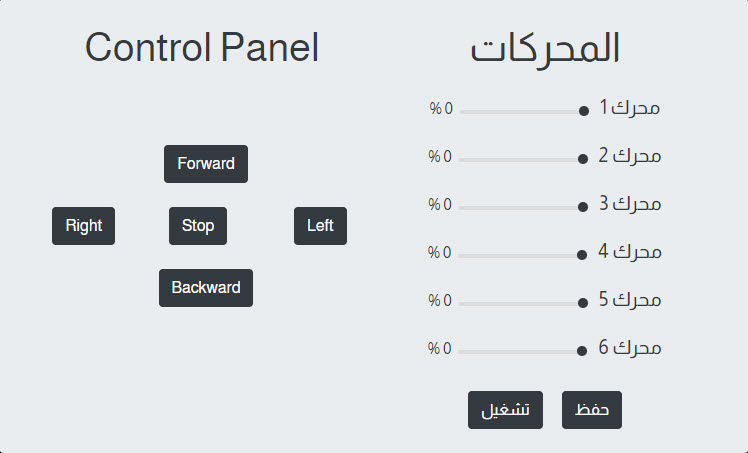 Control Panel
Forward
Right
Stop
Left
Backward
المحركات
محرك 1
0 %
محرك 2
0 %
محرك 3
0 %
محرك 4
0 %
محرك 5
0 %
محرك 6
0 %
حفظ
تشغيل